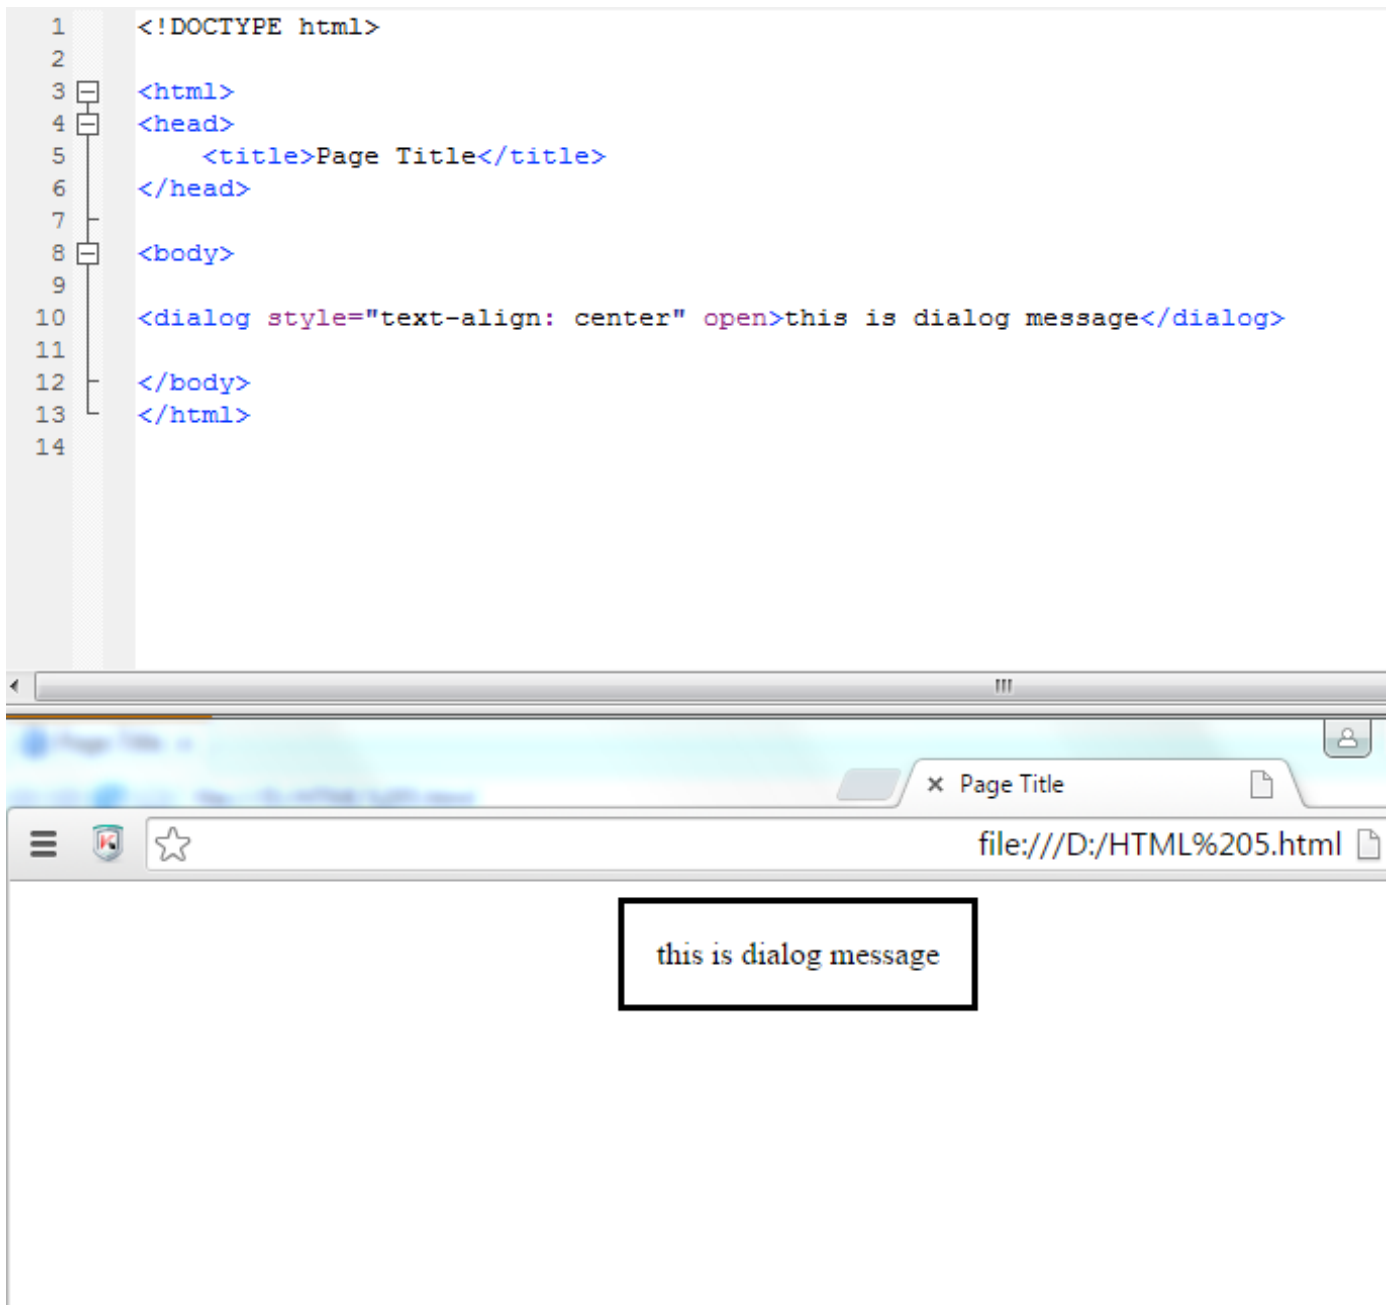 1 <!DOCTYPE html>
2
3 <html>
4 <head>
5 <title>Page Title</title>
6 </head>
7
8 <body>
9
10 <dialog style="text-align: center" open>this is dialog message</dialog>
11
12 </body>
13 </html>
14
Page Title
Page Title
file:///D:/HTML%205.html
this is dialog message